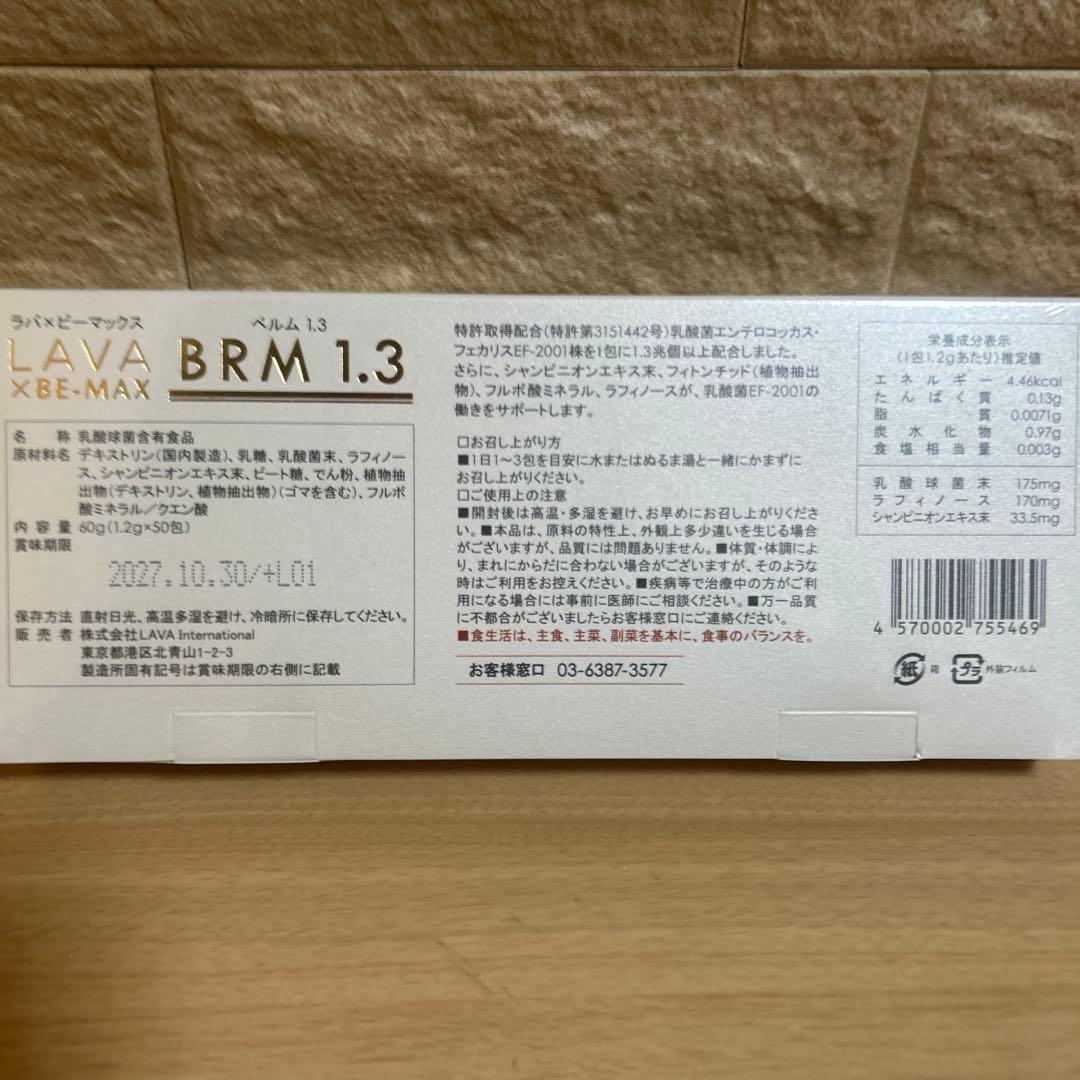 ラバ×ビーマックス
LAVA
×BE-MAX
ベルム 1.3
BRM 1.3
名称 乳酸球菌含有食品
原材料名 デキストリン(国内製造)、乳糖、乳酸菌末、ラフィノー
ス、シャンピニオンエキス末、ビート糖、でん粉、植物抽
出物(デキストリン、植物抽出物)(ゴマを含む)、フルボ
酸ミネラル/クエン酸
内容量 60g(1.2g×50包)
賞味期限
2027.10.30/+L01
保存方法 直射日光、高温多湿を避け、冷暗所に保存してください。
販売者 株式会社LAVA International
東京都港区北青山1-2-3
製造所固有記号は賞味期限の右側に記載
特許取得配合(特許第3151442号)乳酸菌エンテロコッカス・
フェカリスEF-2001株を1包に1.3兆個以上配合しました。
さらに、シャンピニオンエキス末、フィトンチッド(植物抽出
物)、フルボ酸ミネラル、ラフィノースが、乳酸菌EF-2001の
働きをサポートします。
□お召し上がり方
■1日1〜3包を目安に水またはぬるま湯と一緒にかまずに
お召し上がりください。
□ご使用上の注意
■開封後は高温・多湿を避け、お早めにお召し上がりくださ
い。■本品は、原料の特性上、外観上多少違いを生じる場合
がございますが、品質には問題ありません。■体質・体調によ
り、まれにからだに合わない場合がございますが、そのような
時はご利用をお控えください。■疾病等で治療中の方がご利
用になる場合には事前に医師にご相談ください。■万一品質
に不都合がございましたらお客様窓口にご連絡ください。
■食生活は、主食、主菜、副菜を基本に、食事のバランスを。
お客様窓口 03-6387-3577
栄養成分表示
(1包1.2gあたり)推定値
エネルギー 4.46kcal
たんぱく質 0.13g
脂質 0.0071g
炭水化物 0.97g
食塩相当量 0.003g
乳酸球菌末 175mg
ラフィノース 170mg
シャンピニオンエキス末 33.5mg
4 570002 755469
紙 箱 プラ 外装フィルム